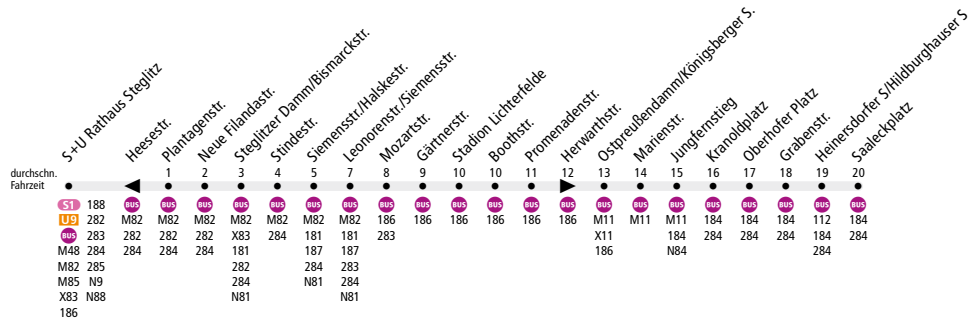 S+U Rathaus Steglitz
Heesestr.
Plantagenstr.
Neue Filandastr.
Steglitzer Damm/Bismarckstr.
Stindestr.
Siemensstr./Halskestr.
Leonorenstr./Siemensstr.
Mozartstr.
Gärtnerstr.
Stadion Lichterfelde
Boothstr.
Promenadenstr.
Herwarthstr.
Ostpreußendamm/Königsberger S.
Marienstr.
Jungfernstieg
Kranoldplatz
Oberhofer Platz
Grabenstr.
Heinersdorfer S/Hildburghauser S
Saaleckplatz
durchschn. 1 2 3 4 5 7 8 9 10 10 11 12 13 14 15 16 17 18 19 20
Fahrzeit
S1 188 BUS BUS BUS BUS BUS BUS BUS BUS BUS BUS BUS BUS BUS BUS BUS BUS BUS BUS BUS BUS BUS
U9 282 M82 M82 M82 M82 M82 M82 M82 186 186 186 186 186 186 M11 M11 M11 184 184 184 112 184
BUS 283 282 282 282 X83 284 181 181 283 X11 184 284 284 284 184 284
M48 284 284 284 284 181 187 187 186 N84 284
M82 285 282 284 283
M85 N9 284 N81 284
X83 N88 N81 N81
186